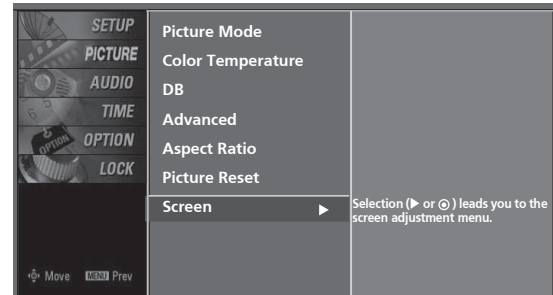 SETUP
PICTURE
AUDIO
TIME
OPTION
LOCK
Move MENU Prev
Picture Mode
Color Temperature
DB
Advanced
Aspect Ratio
Picture Reset
Screen ▶
Selection (▶ or ◉) leads you to the
screen adjustment menu.